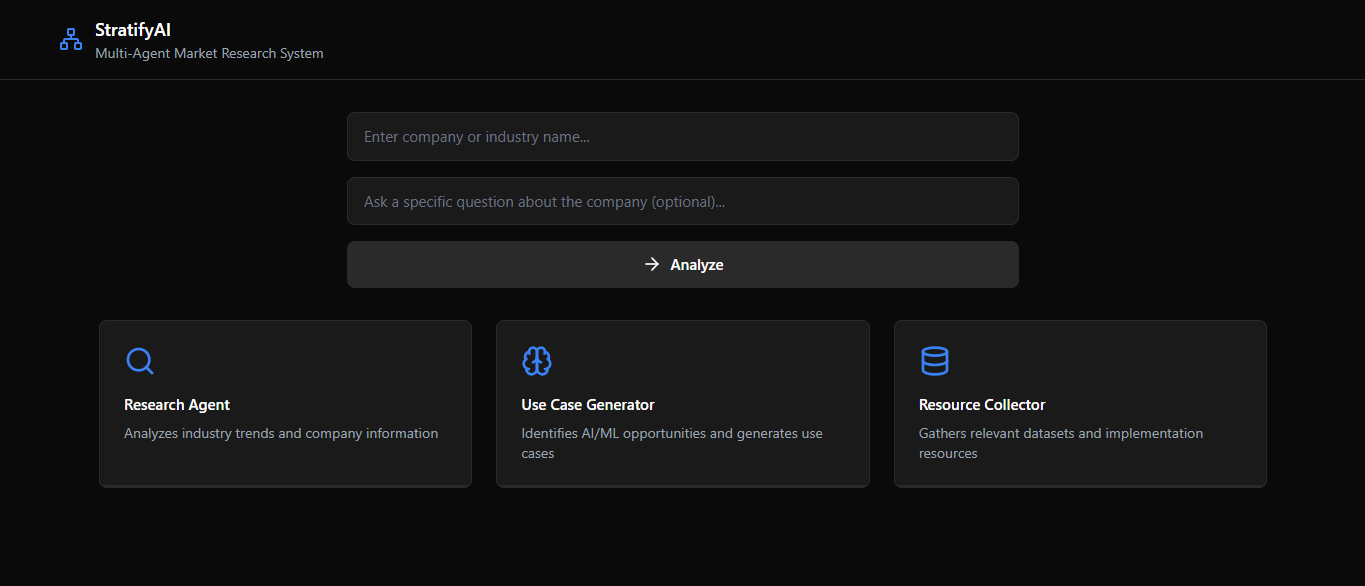 StratifyAI
Multi-Agent Market Research System
Enter company or industry name...
Ask a specific question about the company (optional)...
Analyze
Research Agent
Analyzes industry trends and company information
Use Case Generator
Identifies AI/ML opportunities and generates use
cases
Resource Collector
Gathers relevant datasets and implementation
resources